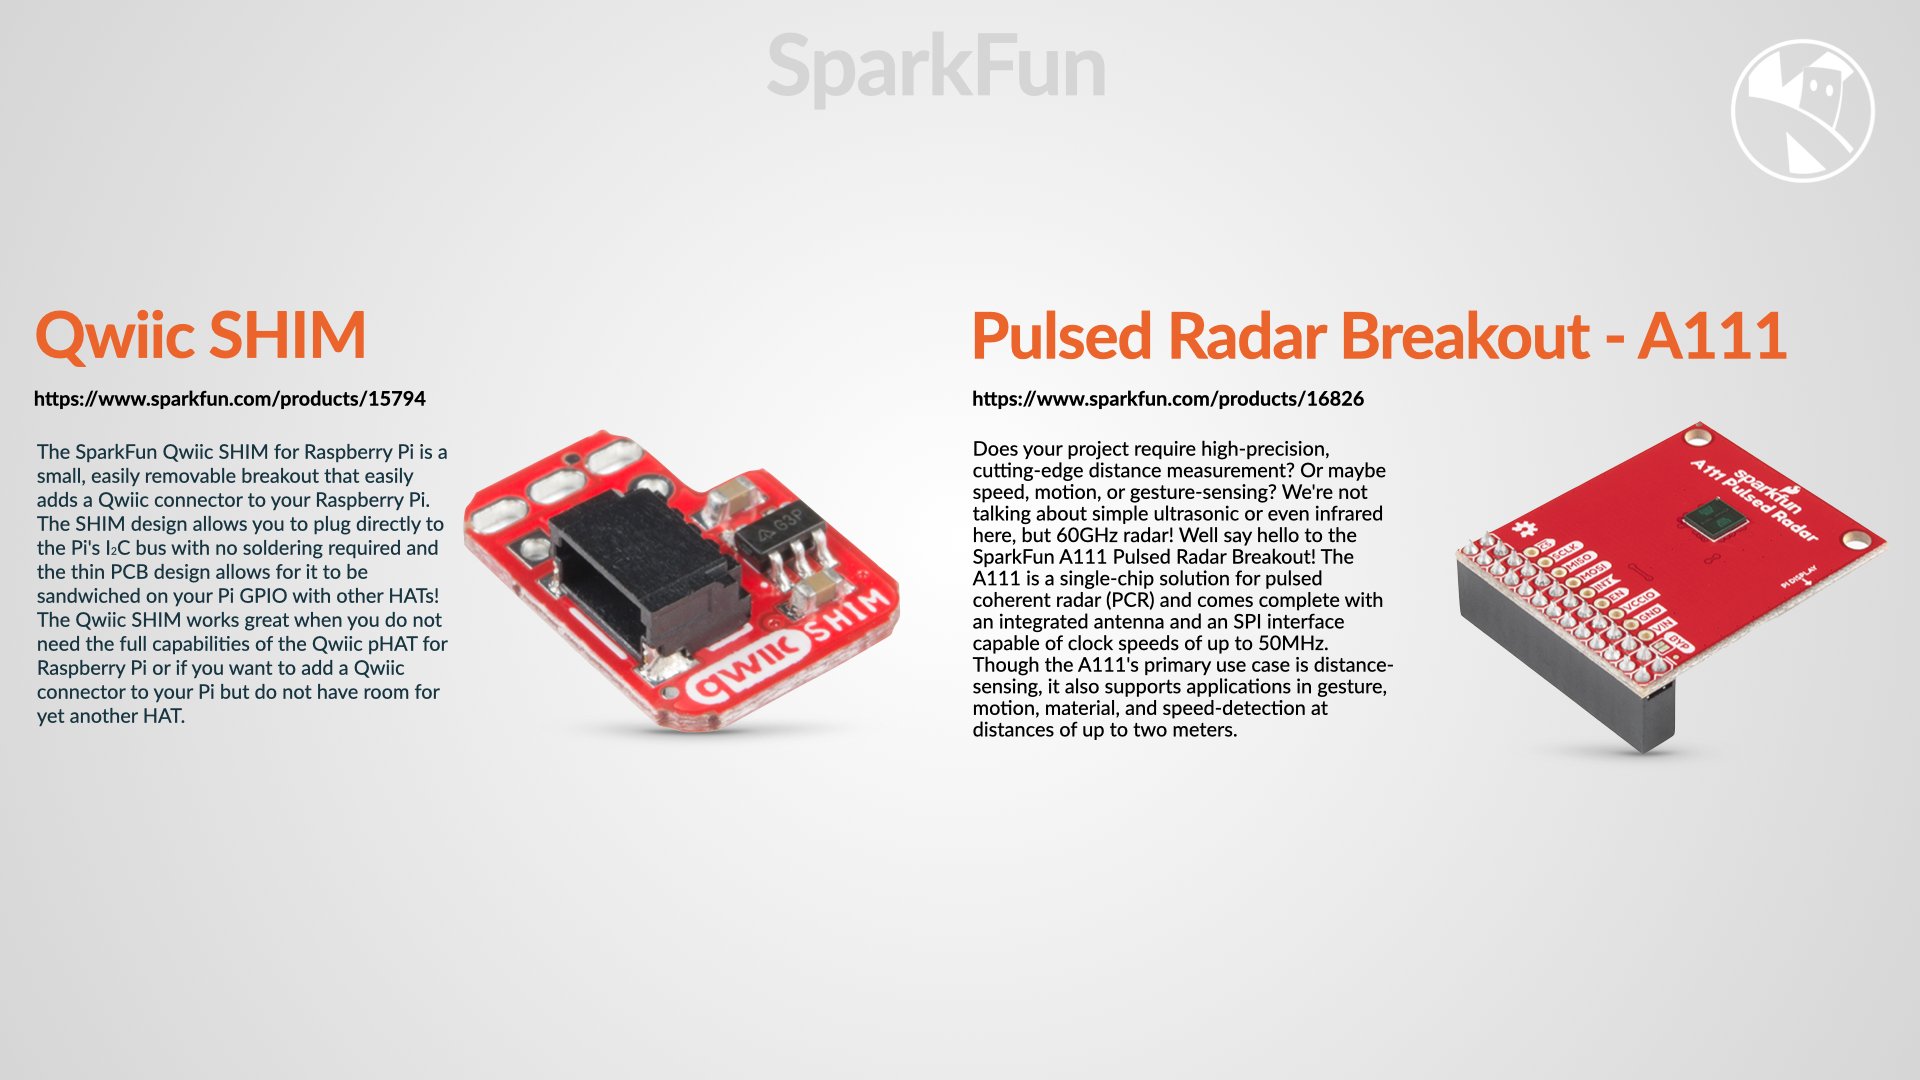 SparkFun
Qwiic SHIM
https://www.sparkfun.com/products/15794
The SparkFun Qwiic SHIM for Raspberry Pi is a
small, easily removable breakout that easily
adds a Qwiic connector to your Raspberry Pi.
The SHIM design allows you to plug directly to
the Pi's I₂C bus with no soldering required and
the thin PCB design allows for it to be
sandwiched on your Pi GPIO with other HATs!
The Qwiic SHIM works great when you do not
need the full capabilities of the Qwiic pHAT for
Raspberry Pi or if you want to add a Qwiic
connector to your Pi but do not have room for
yet another HAT.
G3P
qwiic SHIM
Pulsed Radar Breakout - A111
https://www.sparkfun.com/products/16826
Does your project require high-precision,
cutting-edge distance measurement? Or maybe
speed, motion, or gesture-sensing? We're not
talking about simple ultrasonic or even infrared
here, but 60GHz radar! Well say hello to the
SparkFun A111 Pulsed Radar Breakout! The
A111 is a single-chip solution for pulsed
coherent radar (PCR) and comes complete with
an integrated antenna and an SPI interface
capable of clock speeds of up to 50MHz.
Though the A111's primary use case is distance-
sensing, it also supports applications in gesture,
motion, material, and speed-detection at
distances of up to two meters.
sparkfun
A111 Pulsed Radar
CS
SCLK
MISO
MOSI
INT
EN
VCCIO
GND
VIN
BYP
PI DISPLAY